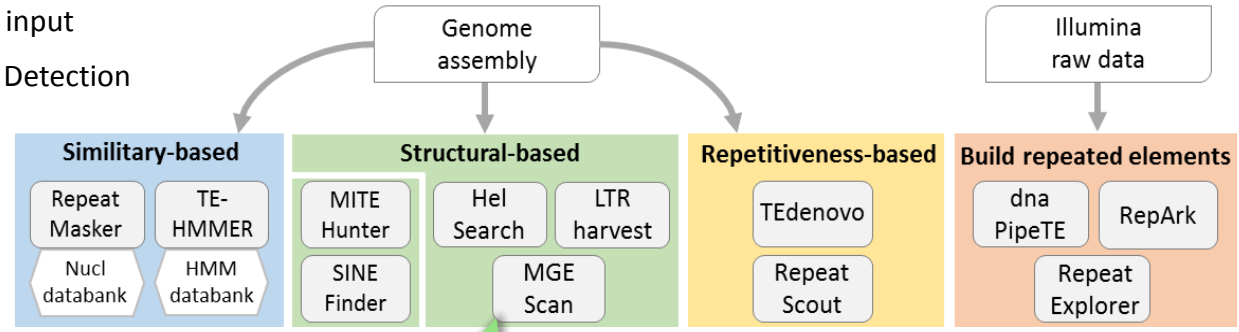 input
Genome
assembly
Illumina
raw data
Detection
Similitary-based
Repeat
Masker
TE-
HMMER
Nucl
databank
HMM
databank
Structural-based
MITE
Hunter
SINE
Finder
Hel
Search
LTR
harvest
MGE
Scan
Repetitiveness-based
TEdenovo
Repeat
Scout
Build repeated elements
dna
PipeTE
RepArk
Repeat
Explorer